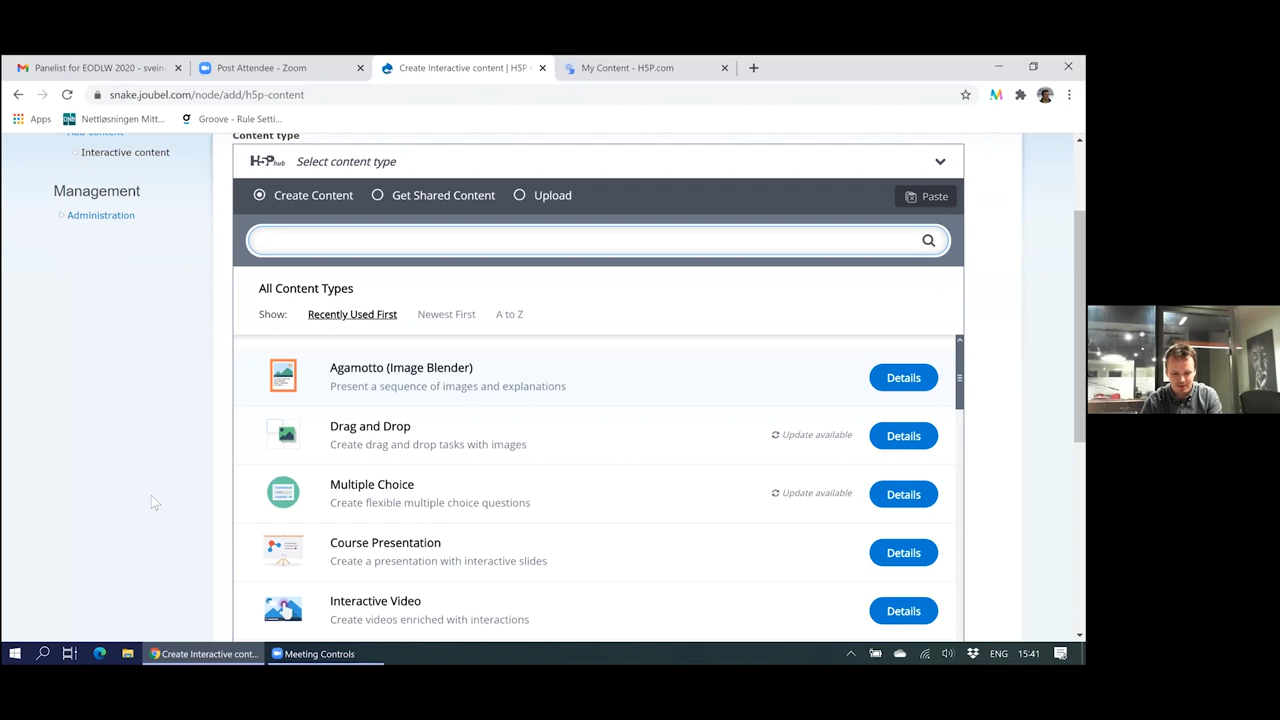 Panelist for EODLW 2020 - svein
Post Attendee - Zoom
Create Interactive content | H5P
My Content - H5P.com
snake.joubel.com/node/add/h5p-content
Apps
Nettløsningen Mitt...
Groove - Rule Setti...
Add content
Content type
Interactive content
H5P hub Select content type
Management
Create Content
Get Shared Content
Upload
Paste
Administration
All Content Types
Show: Recently Used First Newest First A to Z
Agamotto (Image Blender)
Present a sequence of images and explanations
Details
Drag and Drop
Create drag and drop tasks with images
Update available
Details
Multiple Choice
Create flexible multiple choice questions
Update available
Details
Course Presentation
Create a presentation with interactive slides
Details
Interactive Video
Create videos enriched with interactions
Details
Create Interactive cont...
Meeting Controls
ENG
15:41